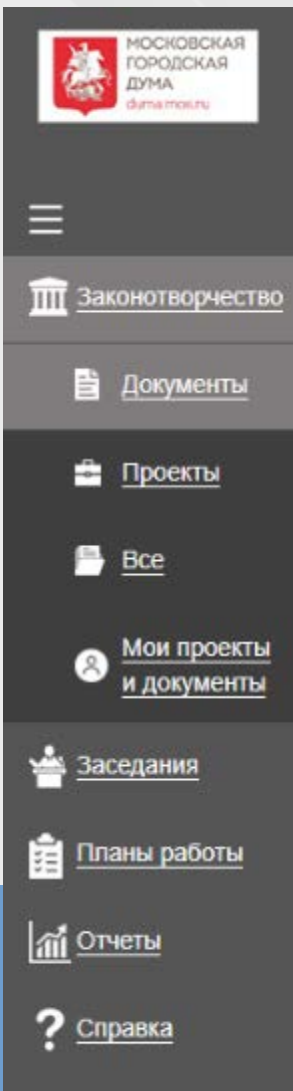 МОСКОВСКАЯ
ГОРОДСКАЯ
ДУМА
duma.mos.ru
Законотворчество
Документы
Проекты
Все
Мои проекты
и документы
Заседания
Планы работы
Отчеты
Справка